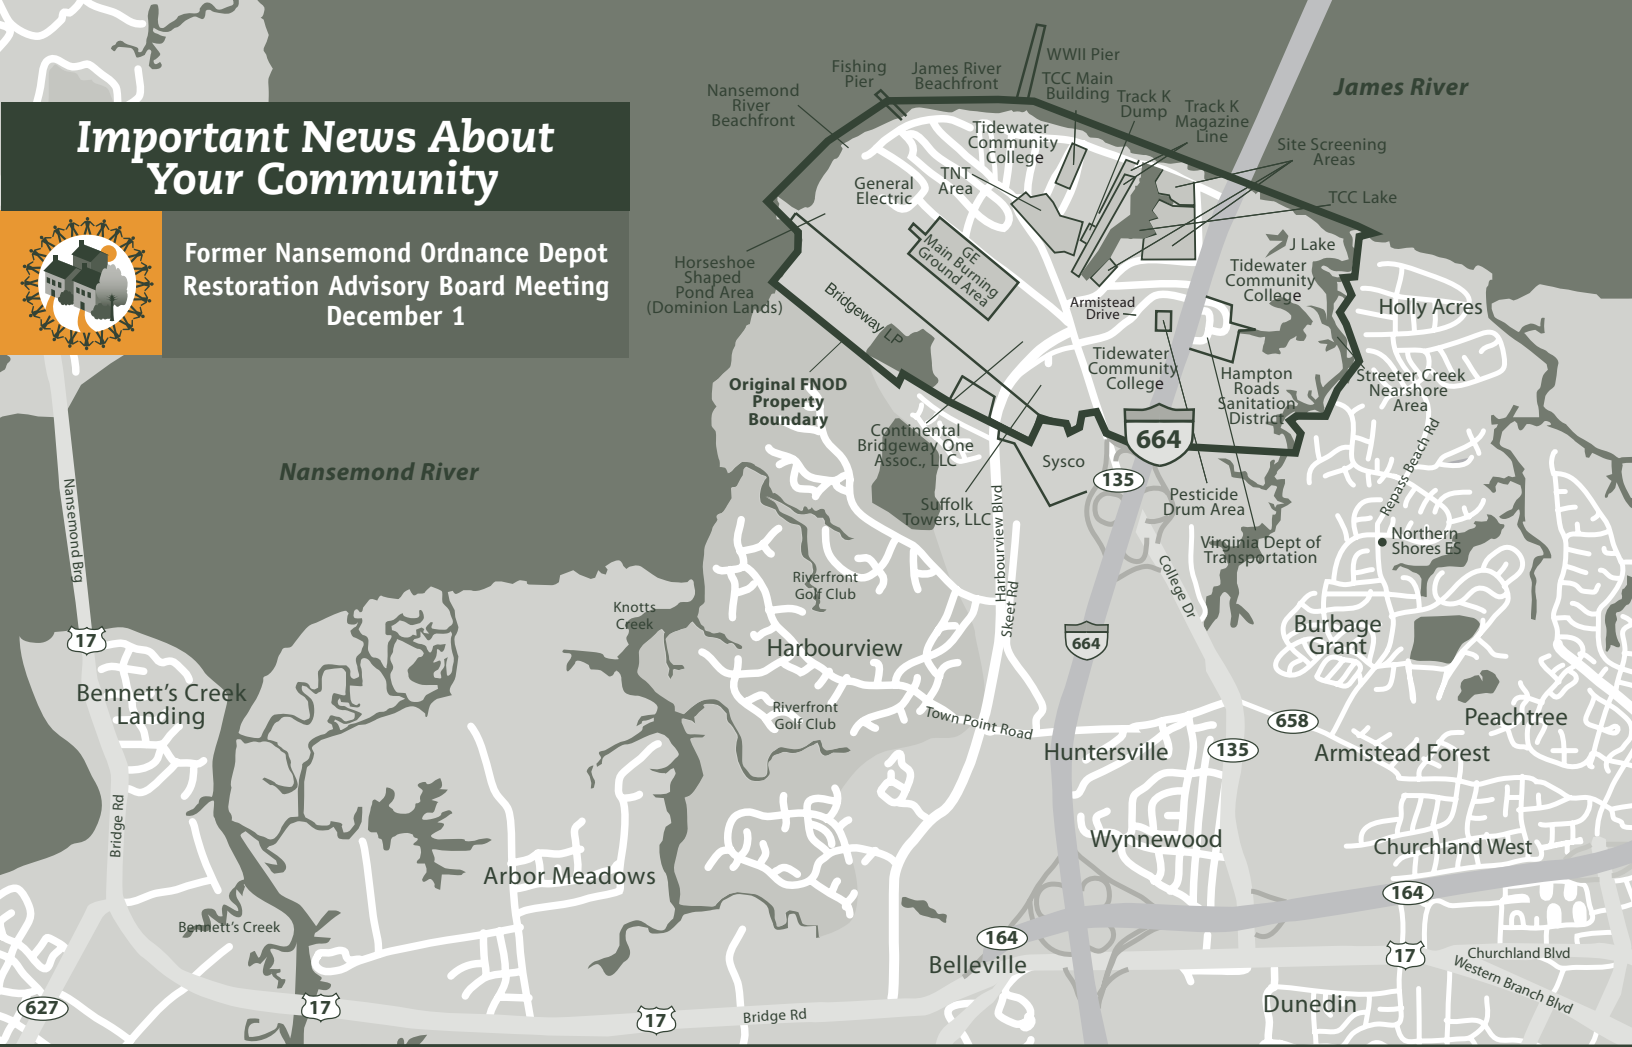 Important News About
Your Community
Former Nansemond Ordnance Depot
Restoration Advisory Board Meeting
December 1
James River
WWII Pier
Fishing
Pier
James River
Beachfront
TCC Main
Building
Nansemond
River
Beachfront
Track K
Dump
Track K
Magazine
Line
Site Screening
Areas
Tidewater
Community
College
TNT
Area
General
Electric
TCC Lake
J Lake
GE
Main Burning
Ground Area
Horseshoe
Shaped
Pond Area
(Dominion Lands)
Tidewater
Community
College
Bridgeway LP
Armistead
Drive
Holly Acres
Tidewater
Community
College
Hampton
Roads
Sanitation
District
Streeter Creek
Nearshore
Area
Original FNOD
Property
Boundary
Continental
Bridgeway One
Assoc., LLC
664
Sysco
135
Suffolk
Towers, LLC
Pesticide
Drum Area
Virginia Dept of
Transportation
Repass Beach Rd
Northern
Shores ES
Nansemond River
Nansemond Brg
Harbourview Blvd
Skeet Rd
College Dr
Riverfront
Golf Club
Knotts
Creek
17
664
Harbourview
Burbage
Grant
Bennett's Creek
Landing
Riverfront
Golf Club
Town Point Road
658
Peachtree
Huntersville
135
Armistead Forest
Bridge Rd
Wynnewood
Churchland West
Arbor Meadows
164
Bennett's Creek
164
Belleville
17
Churchland Blvd
Western Branch Blvd
627
17
17
Bridge Rd
Dunedin